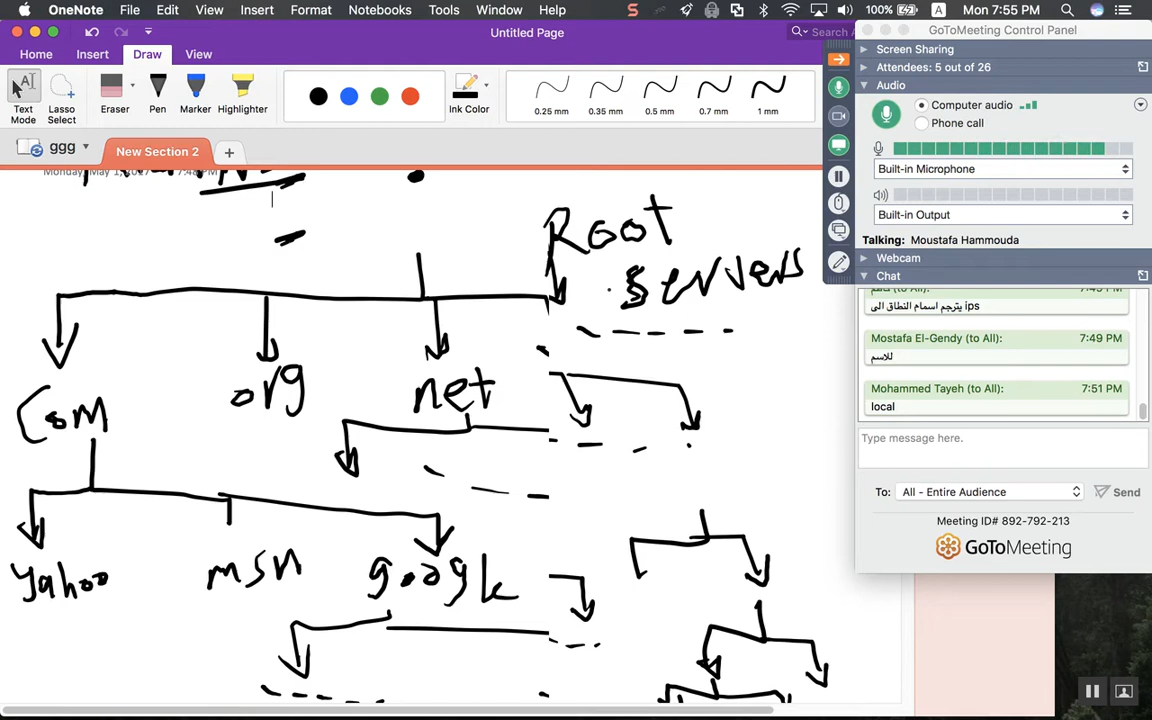 OneNote File Edit View Insert Format Notebooks Tools Window Help 100% A Mon 7:55 PM
Untitled Page
Search
Home Insert Draw View
Text Mode
Lasso Select
Eraser
Pen
Marker
Highlighter
Ink Color
0.25 mm 0.35 mm 0.5 mm 0.7 mm 1 mm
ggg
New Section 2
Root
servers
Com
org
net
yahoo
msn
google
GoToMeeting Control Panel
Screen Sharing
Attendees: 5 out of 26
Audio
Computer audio
Phone call
Built-in Microphone
Built-in Output
Talking: Moustafa Hammouda
Webcam
Chat
يترجم اسمام النطاق الى ips
Mostafa El-Gendy (to All): 7:49 PM
للاسم
Mohammed Tayeh (to All): 7:51 PM
local
Type message here.
To: All - Entire Audience Send
Meeting ID# 892-792-213
GoToMeeting